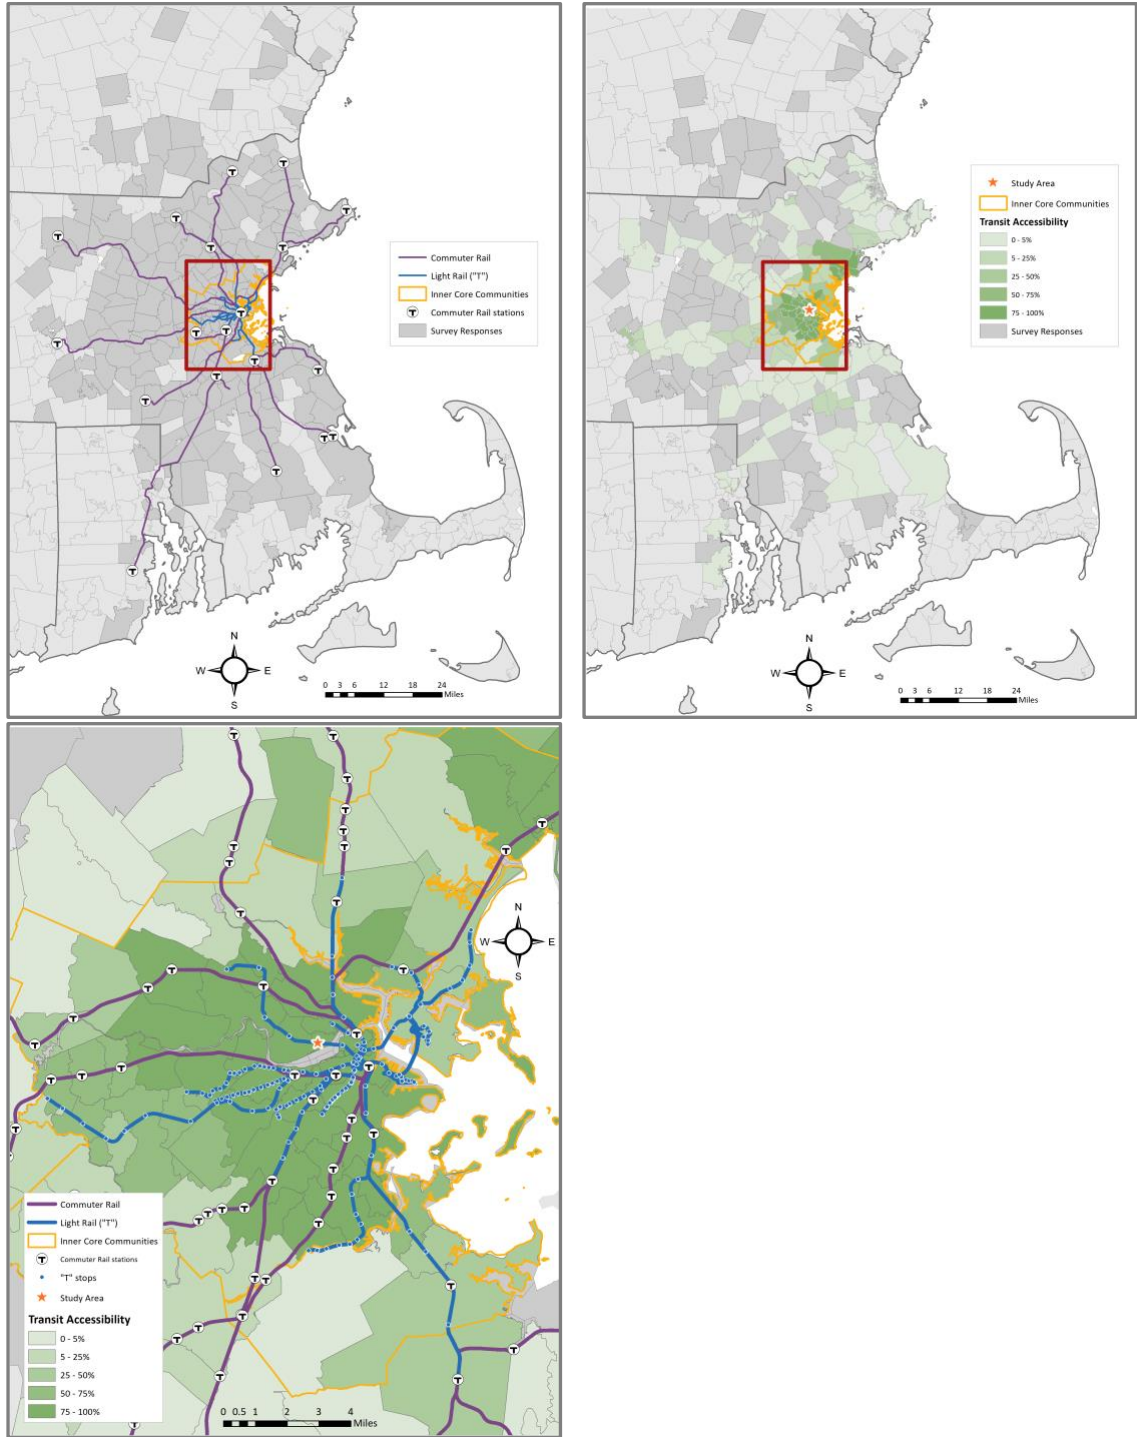 Commuter Rail
Light Rail ("T")
Inner Core Communities
T Commuter Rail stations
Survey Responses
N
W E
S
0 3 6 12 18 24
Miles
Study Area
Inner Core Communities
Transit Accessibility
0 - 5%
5 - 25%
25 - 50%
50 - 75%
75 - 100%
Survey Responses
N
W E
S
0 3 6 12 18 24
Miles
N
W E
S
Commuter Rail
Light Rail ("T")
Inner Core Communities
T Commuter Rail stations
"T" stops
Study Area
Transit Accessibility
0 - 5%
5 - 25%
25 - 50%
50 - 75%
75 - 100%
0 0.5 1 2 3 4
Miles